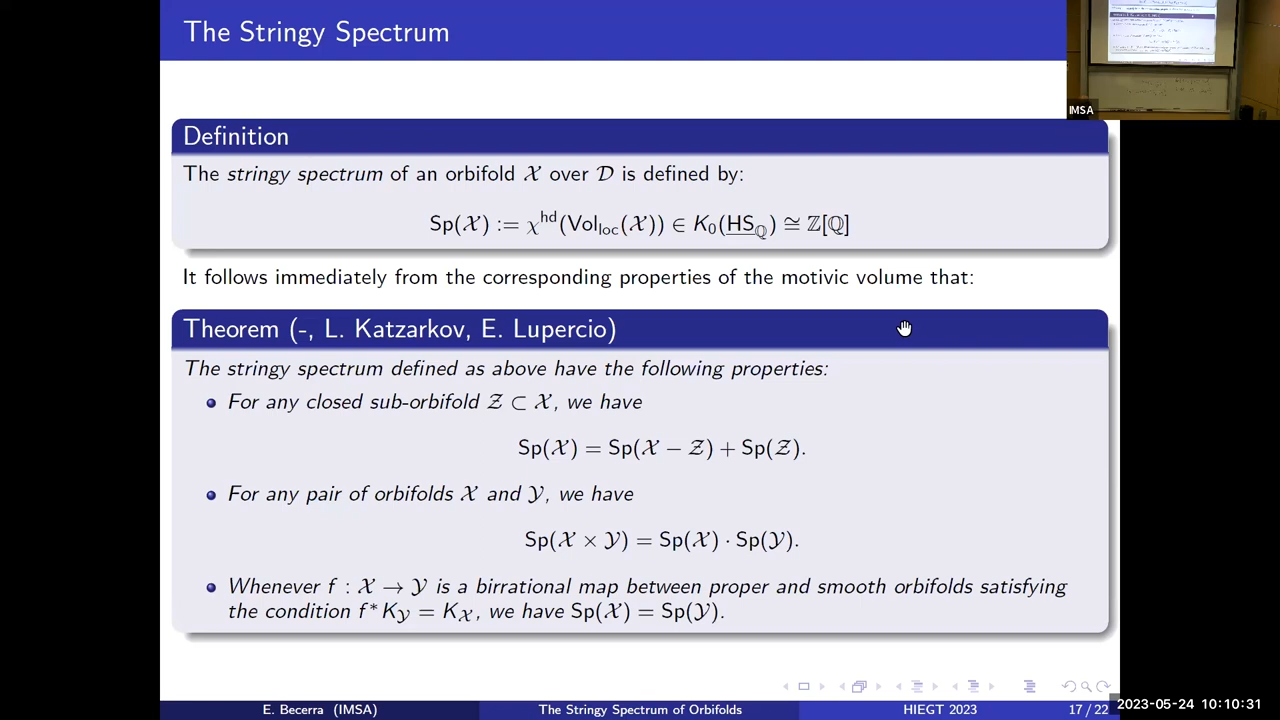 The Stringy Spectrum
IMSA
Definition
The stringy spectrum of an orbifold 𝒳 over 𝒟 is defined by:
Sp(𝒳) := χ^hd(Vol_loc(𝒳)) ∈ K₀(HS_ℚ) ≅ ℤ[ℚ]
It follows immediately from the corresponding properties of the motivic volume that:
Theorem (-, L. Katzarkov, E. Lupercio)
The stringy spectrum defined as above have the following properties:
For any closed sub-orbifold 𝒵 ⊂ 𝒳, we have
Sp(𝒳) = Sp(𝒳 − 𝒵) + Sp(𝒵).
For any pair of orbifolds 𝒳 and 𝒴, we have
Sp(𝒳 × 𝒴) = Sp(𝒳) · Sp(𝒴).
Whenever f : 𝒳 → 𝒴 is a birrational map between proper and smooth orbifolds satisfying
the condition f*K_𝒴 = K_𝒳, we have Sp(𝒳) = Sp(𝒴).
E. Becerra (IMSA) The Stringy Spectrum of Orbifolds HIEGT 2023 17 / 22
2023-05-24 10:10:31